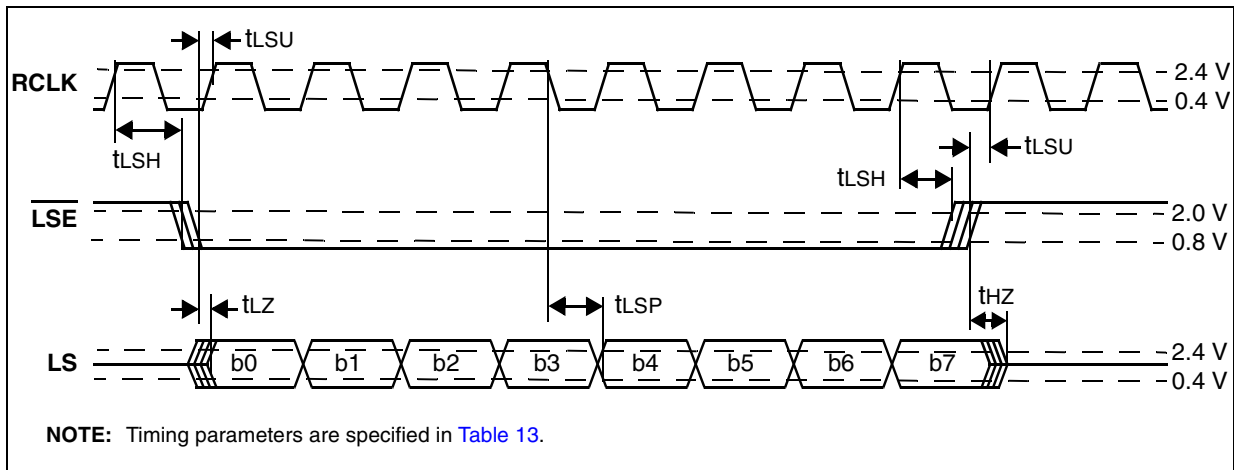 tLSU
RCLK
2.4 V
0.4 V
tLSH
tLSH
tLSU
LSE
2.0 V
0.8 V
tLZ
tLSP
tHZ
LS
b0 b1 b2 b3 b4 b5 b6 b7
2.4 V
0.4 V
NOTE: Timing parameters are specified in Table 13.